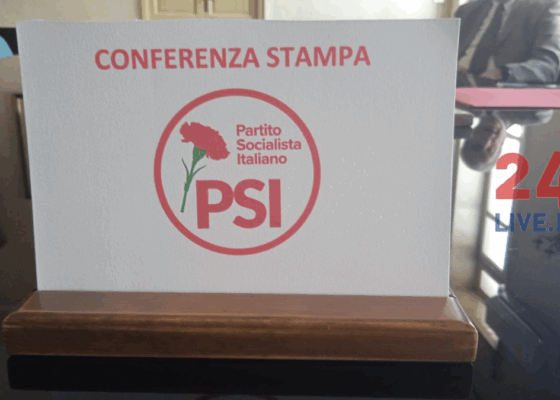 CONFERENZA STAMPA
Partito
Socialista
Italiano
PSI
24
LIVE.